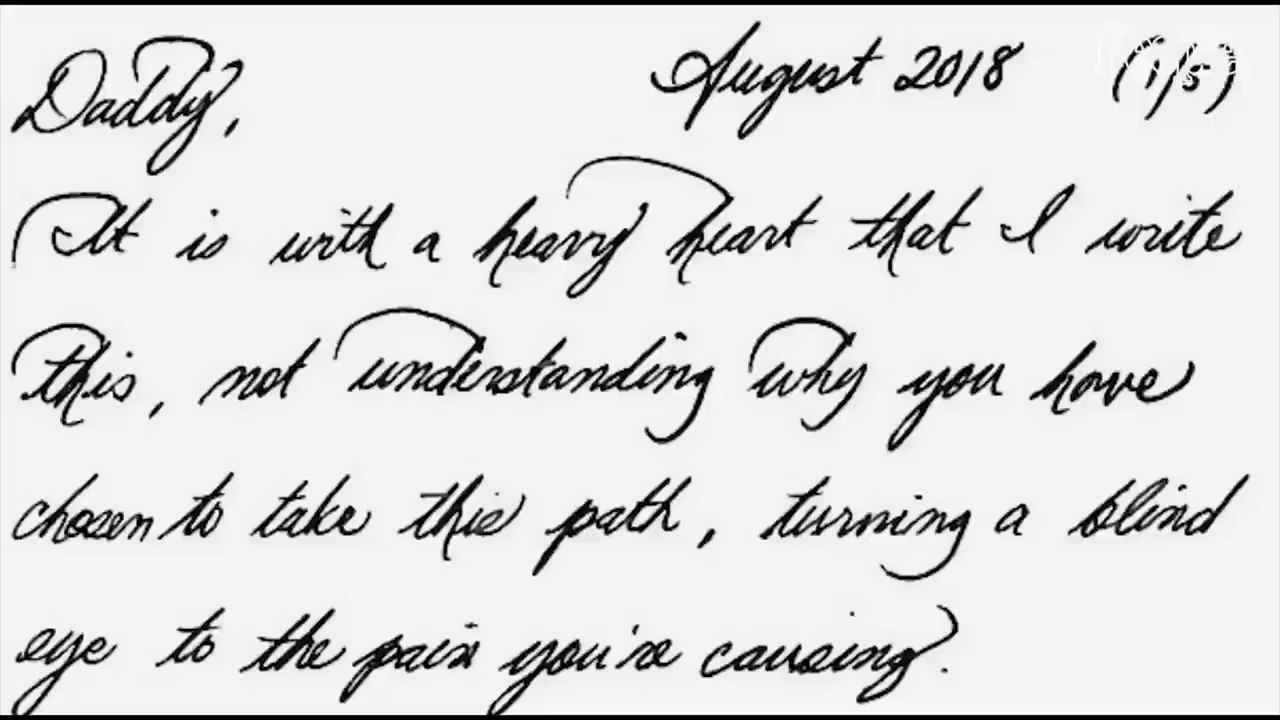 Daddy, August 2018 (1/5)
It is with a heavy heart that I write
this, not understanding why you have
chosen to take this path, turning a blind
eye to the pain you're causing.